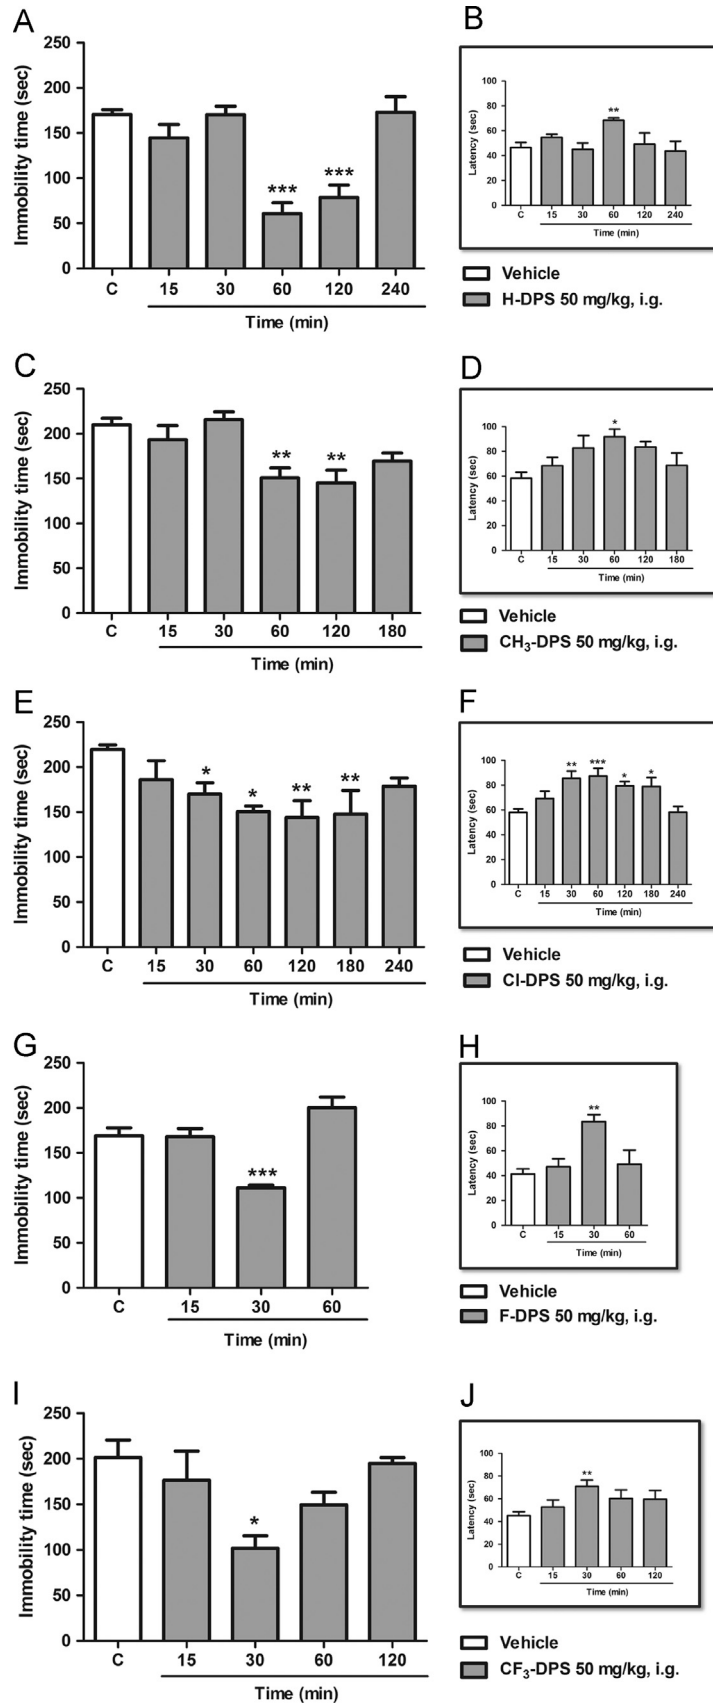 A
Immobility time (sec)
250
200
150
100
50
0
***
***
C 15 30 60 120 240
Time (min)
B
Latency (sec)
100
80
60
40
20
0
**
C 15 30 60 120 240
Time (min)
Vehicle
H-DPS 50 mg/kg, i.g.
C
Immobility time (sec)
250
200
150
100
50
0
**
**
C 15 30 60 120 180
Time (min)
D
Latency (sec)
100
80
60
40
20
0
*
C 15 30 60 120 180
Time (min)
Vehicle
CH₃-DPS 50 mg/kg, i.g.
E
Immobility time (sec)
250
200
150
100
50
0
* * ** **
C 15 30 60 120 180 240
Time (min)
F
Latency (sec)
100
80
60
40
20
0
** *** * *
C 15 30 60 120 180 240
Time (min)
Vehicle
Cl-DPS 50 mg/kg, i.g.
G
Immobility time (sec)
250
200
150
100
50
0
***
C 15 30 60
Time (min)
H
Latency (sec)
100
80
60
40
20
0
**
C 15 30 60
Time (min)
Vehicle
F-DPS 50 mg/kg, i.g.
I
Immobility time (sec)
250
200
150
100
50
0
*
C 15 30 60 120
Time (min)
J
Latency (sec)
100
80
60
40
20
0
**
C 15 30 60 120
Time (min)
Vehicle
CF₃-DPS 50 mg/kg, i.g.